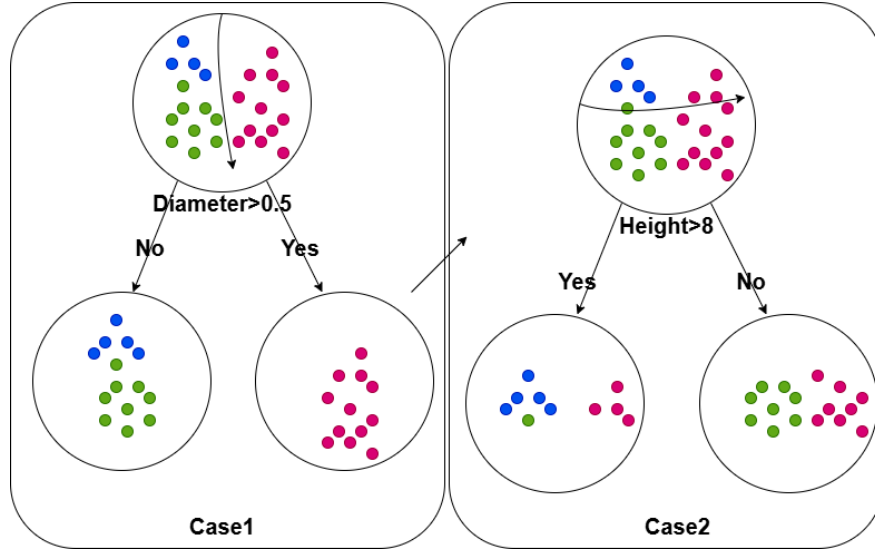 Diameter>0.5
No
Yes
Case1
Height>8
Yes
No
Case2